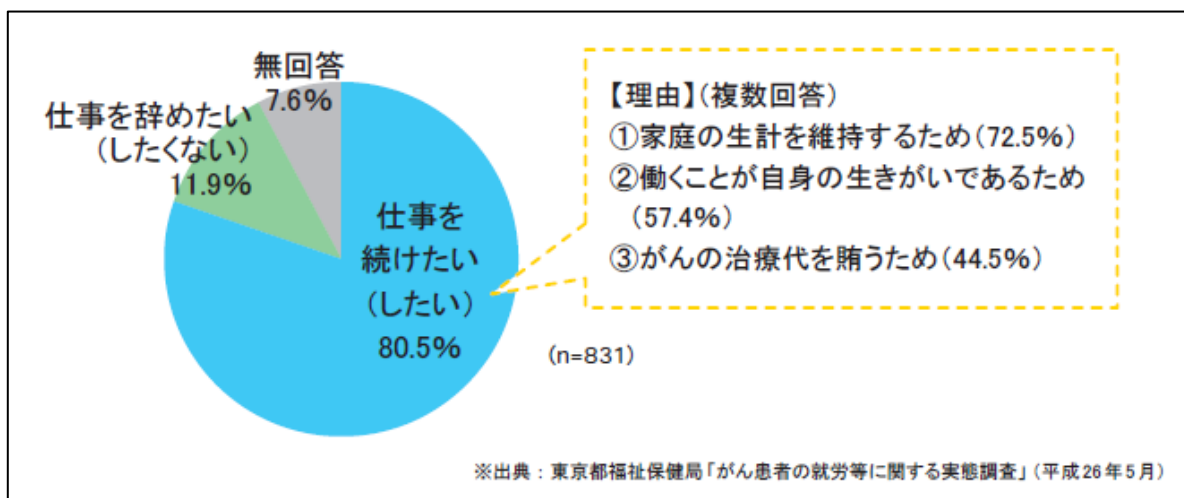 無回答
7.6%
仕事を辞めたい
(したくない)
11.9%
仕事を
続けたい
(したい)
80.5%
(n=831)
【理由】(複数回答)
①家庭の生計を維持するため(72.5%)
②働くことが自身の生きがいであるため
(57.4%)
③がんの治療代を賄うため(44.5%)
※出典：東京都福祉保健局「がん患者の就労等に関する実態調査」(平成26年5月)